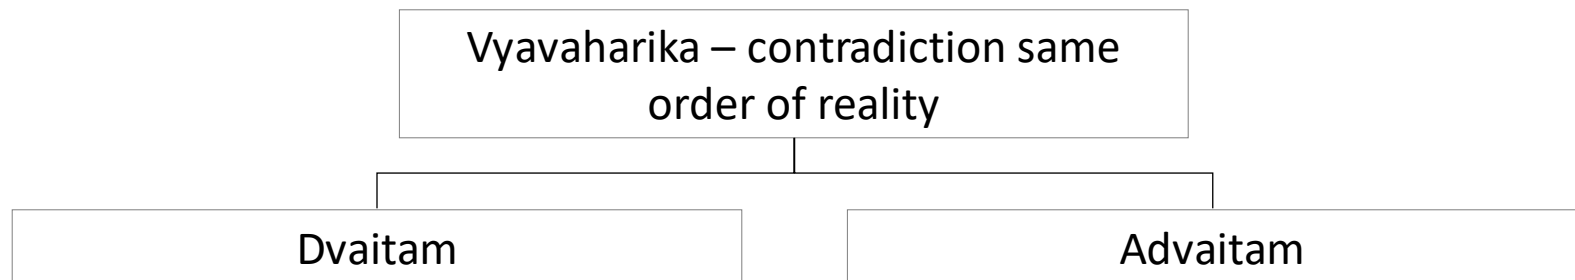 Vyavaharika – contradiction same
order of reality
Dvaitam
Advaitam